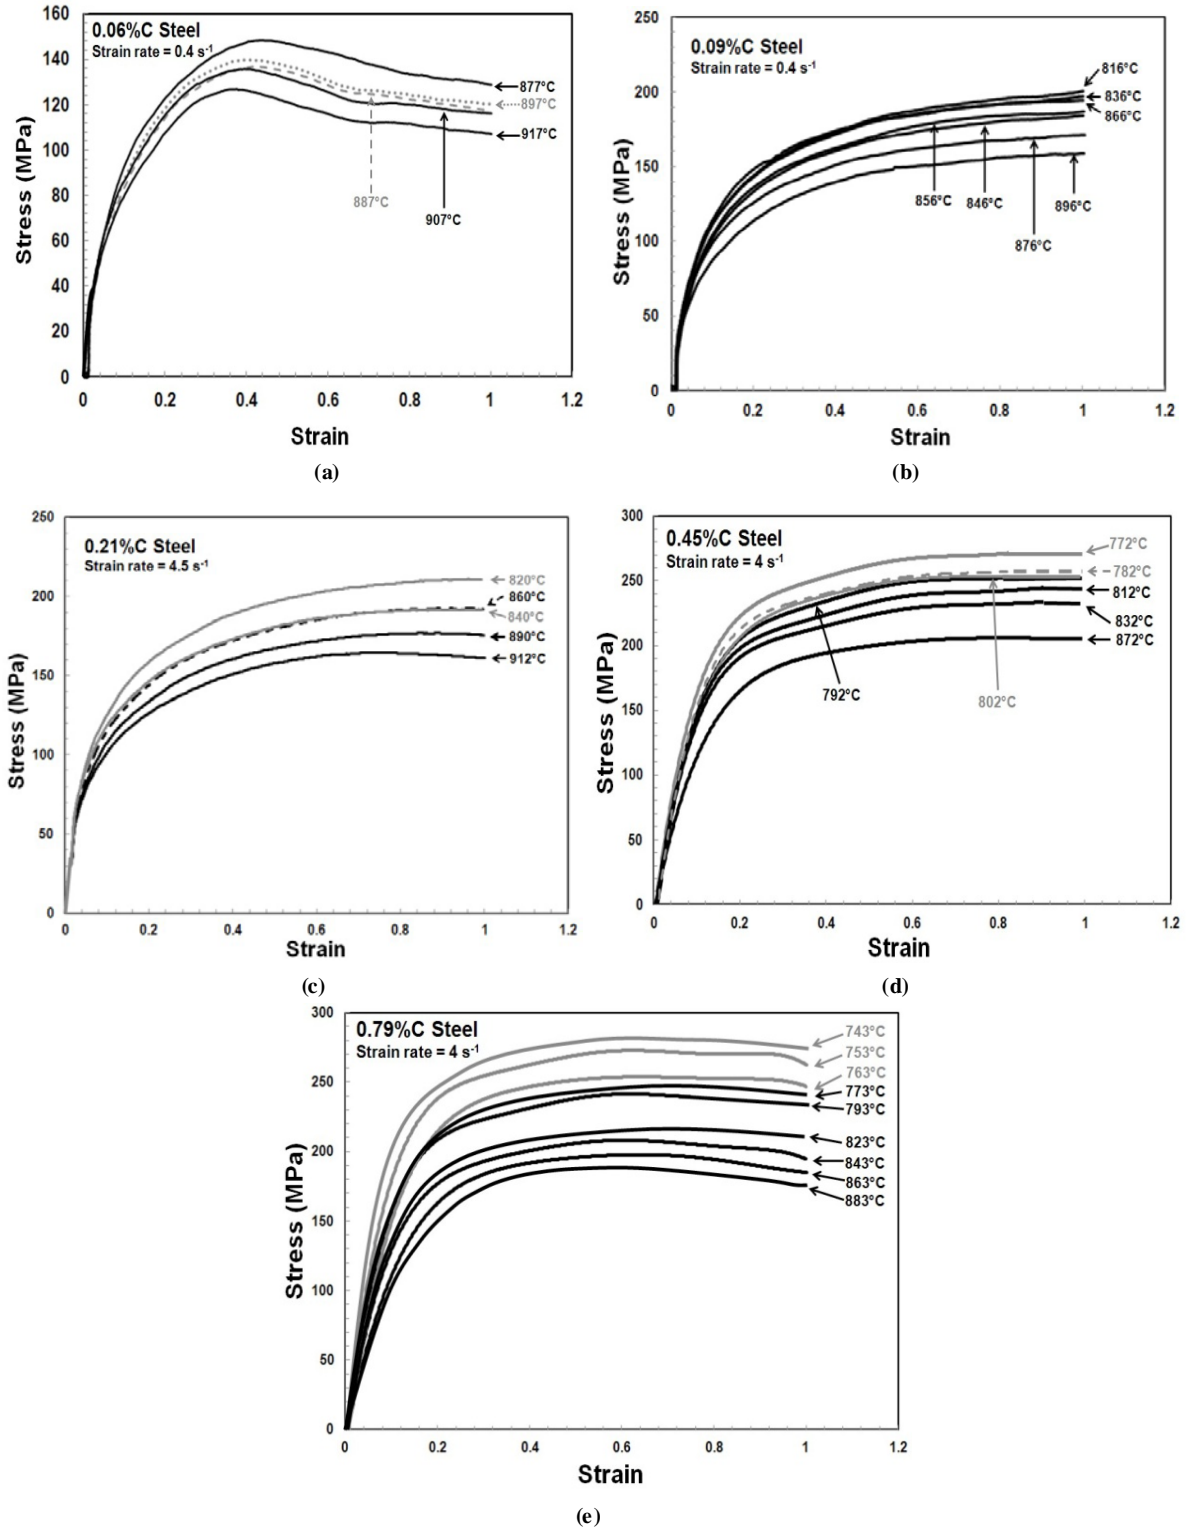 160
140
120
100
80
60
40
20
0
Stress (MPa)
0.06%C Steel
Strain rate = 0.4 s⁻¹
877°C
897°C
917°C
887°C
907°C
0 0.2 0.4 0.6 0.8 1 1.2
Strain
(a)
250
200
150
100
50
0
Stress (MPa)
0.09%C Steel
Strain rate = 0.4 s⁻¹
816°C
836°C
866°C
856°C
846°C
896°C
876°C
0 0.2 0.4 0.6 0.8 1 1.2
Strain
(b)
250
200
150
100
50
0
Stress (MPa)
0.21%C Steel
Strain rate = 4.5 s⁻¹
820°C
860°C
840°C
890°C
912°C
0 0.2 0.4 0.6 0.8 1 1.2
Strain
(c)
300
250
200
150
100
50
0
Stress (MPa)
0.45%C Steel
Strain rate = 4 s⁻¹
772°C
782°C
812°C
832°C
872°C
792°C
802°C
0 0.2 0.4 0.6 0.8 1 1.2
Strain
(d)
300
250
200
150
100
50
0
Stress (MPa)
0.79%C Steel
Strain rate = 4 s⁻¹
743°C
753°C
763°C
773°C
793°C
823°C
843°C
863°C
883°C
0 0.2 0.4 0.6 0.8 1 1.2
Strain
(e)